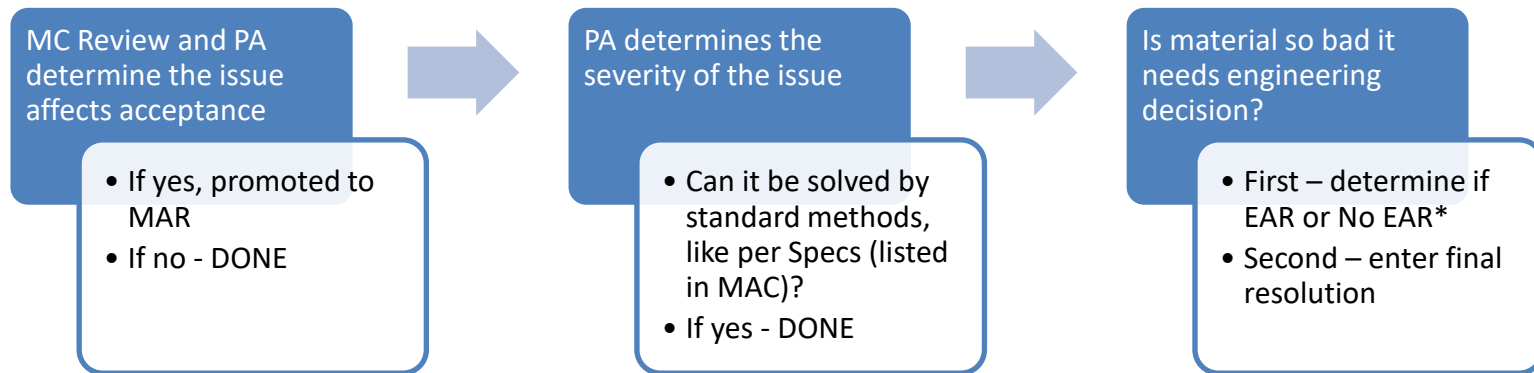 MC Review and PA
determine the issue
affects acceptance
• If yes, promoted to
MAR
• If no - DONE
PA determines the
severity of the issue
• Can it be solved by
standard methods,
like per Specs (listed
in MAC)?
• If yes - DONE
Is material so bad it
needs engineering
decision?
• First – determine if
EAR or No EAR*
• Second – enter final
resolution